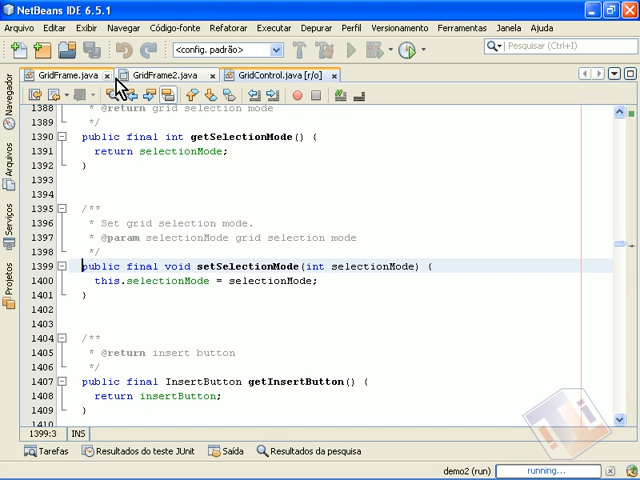 NetBeans IDE 6.5.1
Arquivo Editar Exibir Navegar Código-fonte Refatorar Executar Depurar Perfil Versionamento Ferramentas Janela Ajuda
<config. padrão> Pesquisar (Ctrl+I)
GridFrame.java GridFrame2.java GridControl.java [r/o]
Navegador
Arquivos
Serviços
Projetos
1388 * @return grid selection mode
1389 */
1390 public final int getSelectionMode() {
1391 return selectionMode;
1392 }
1393
1394
1395 /**
1396 * Set grid selection mode.
1397 * @param selectionMode grid selection mode
1398 */
1399 public final void setSelectionMode(int selectionMode) {
1400 this.selectionMode = selectionMode;
1401 }
1402
1403
1404 /**
1405 * @return insert button
1406 */
1407 public final InsertButton getInsertButton() {
1408 return insertButton;
1409 }
1410
1399:3 INS
Tarefas Resultados do teste JUnit Saída Resultados da pesquisa
demo2 (run) running...